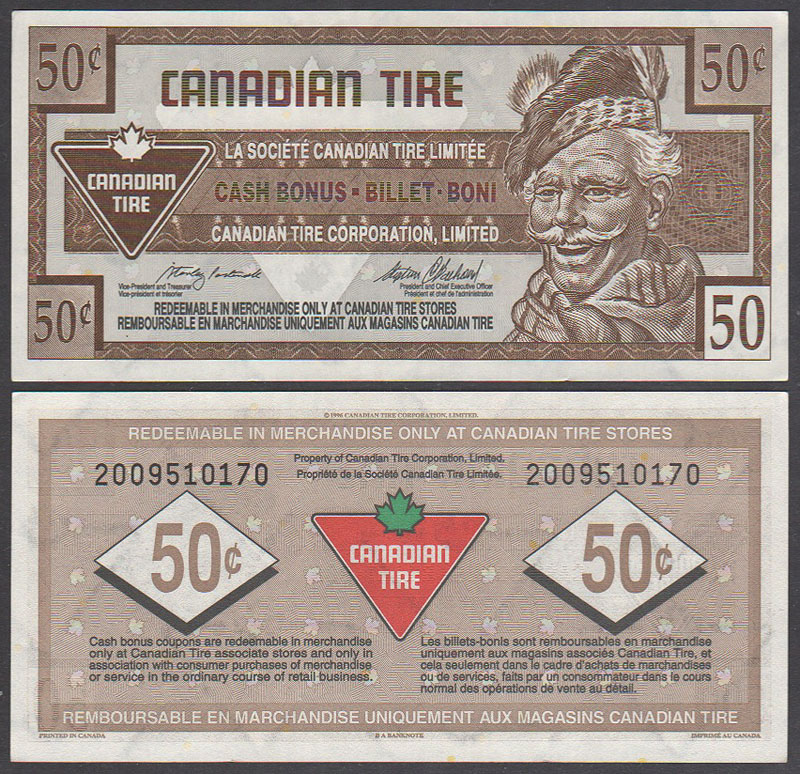 50¢
50¢
CANADIAN TIRE
LA SOCIÉTÉ CANADIAN TIRE LIMITÉE
CANADIAN
TIRE
CASH BONUS - BILLET - BONI
CANADIAN TIRE CORPORATION, LIMITED
Vice-President and Treasurer
Vice-président et trésorier
President and Chief Executive Officer
Président et chef de l'administration
50¢
REDEEMABLE IN MERCHANDISE ONLY AT CANADIAN TIRE STORES
REMBOURSABLE EN MARCHANDISE UNIQUEMENT AUX MAGASINS CANADIAN TIRE
50
© 1996 CANADIAN TIRE CORPORATION, LIMITED.
REDEEMABLE IN MERCHANDISE ONLY AT CANADIAN TIRE STORES
Property of Canadian Tire Corporation, Limited.
Propriété de la Société Canadian Tire Limitée.
2009510170
2009510170
50¢
CANADIAN
TIRE
50¢
Cash bonus coupons are redeemable in merchandise
only at Canadian Tire associate stores and only in
association with consumer purchases of merchandise
or service in the ordinary course of retail business.
Les billets-bonis sont remboursables en marchandise
uniquement aux magasins associés Canadian Tire, et
cela seulement dans le cadre d'achats de marchandises
ou de services, faits par un consommateur dans le cours
normal des opérations de vente au détail.
REMBOURSABLE EN MARCHANDISE UNIQUEMENT AUX MAGASINS CANADIAN TIRE
PRINTED IN CANADA
B A BANKNOTE
IMPRIMÉ AU CANADA